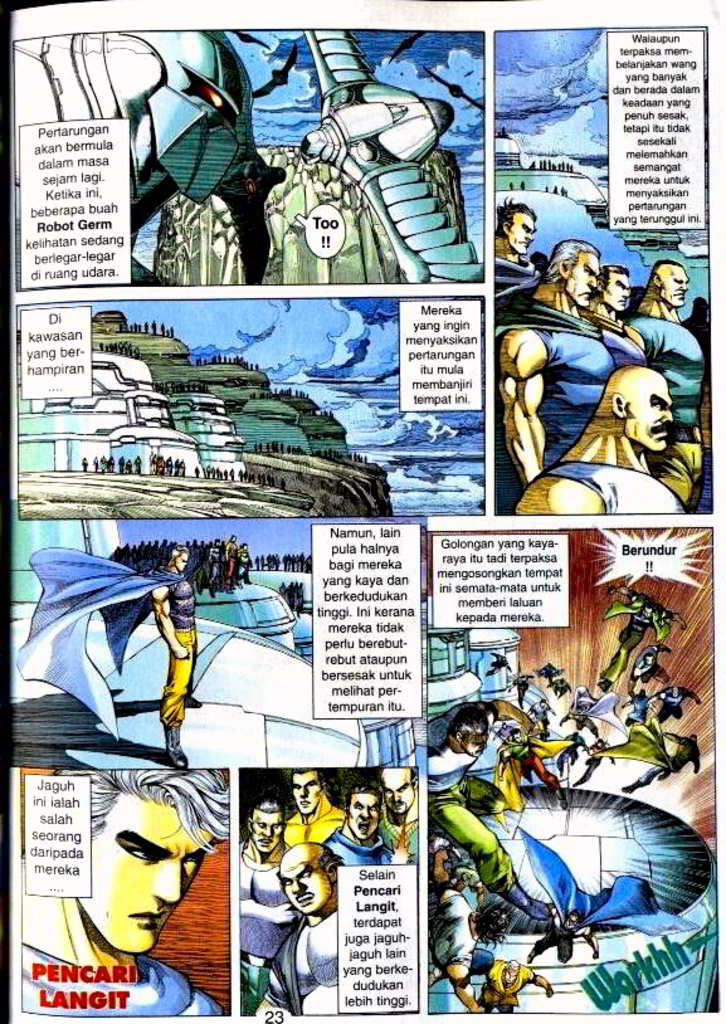 Pertarungan
akan bermula
dalam masa
sejam lagi.
Ketika ini,
beberapa buah
Robot Germ
kelihatan sedang
berlegar-legar
di ruang udara.
Too
!!
Walaupun
terpaksa mem-
belanjakan wang
yang banyak
dan berada dalam
keadaan yang
penuh sesak,
tetapi itu tidak
sesekali
melemahkan
semangat
mereka untuk
menyaksikan
pertarungan
yang terunggul ini.
Di
kawasan
yang ber-
hampiran
....
Mereka
yang ingin
menyaksikan
pertarungan
itu mula
membanjiri
tempat ini.
Namun, lain
pula halnya
bagi mereka
yang kaya dan
berkedudukan
tinggi. Ini kerana
mereka tidak
perlu berebut-
rebut ataupun
bersesak untuk
melihat per-
tempuran itu.
Golongan yang kaya-
raya itu tadi terpaksa
mengosongkan tempat
ini semata-mata untuk
memberi laluan
kepada mereka.
Berundur
!!
Jaguh
ini ialah
salah
seorang
daripada
mereka
....
PENCARI
LANGIT
Selain
Pencari
Langit,
terdapat
juga jaguh-
jaguh lain
yang berke-
dudukan
lebih tinggi.
Workhh
23